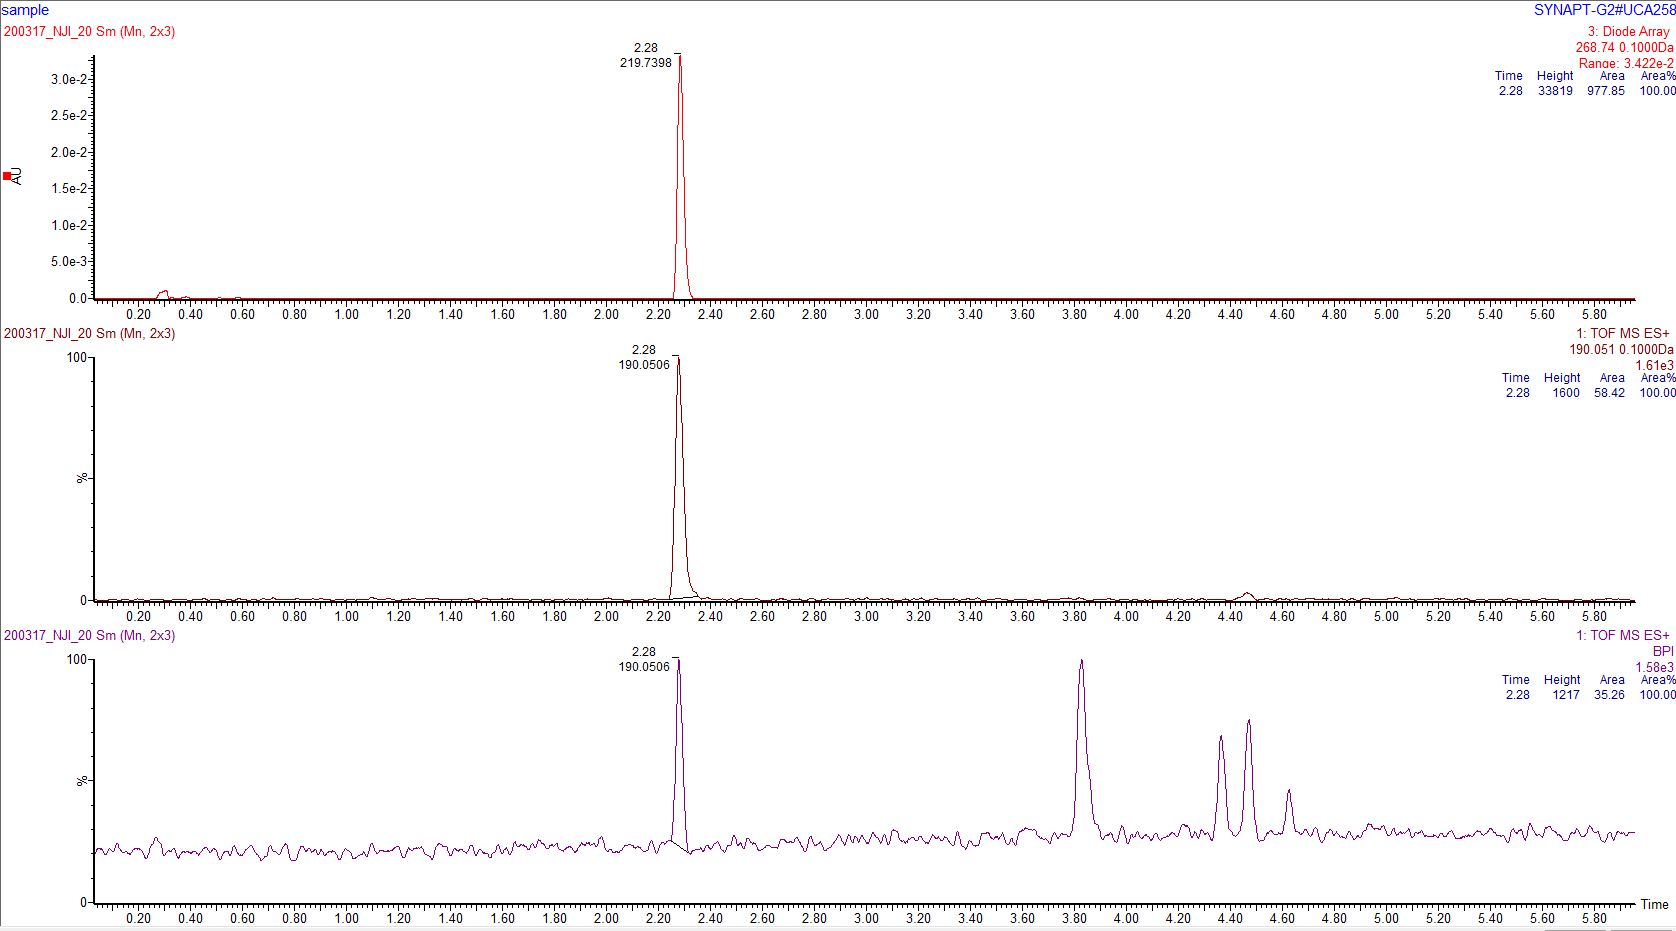 sample
SYNAPT-G2#UCA258
200317_NJI_20 Sm (Mn, 2x3)
3: Diode Array
268.74 0.1000Da
Range: 3.422e-2
Time Height Area Area%
2.28 33819 977.85 100.00
2.28
219.7398
AU
3.0e-2
2.5e-2
2.0e-2
1.5e-2
1.0e-2
5.0e-3
0.0
0.20 0.40 0.60 0.80 1.00 1.20 1.40 1.60 1.80 2.00 2.20 2.40 2.60 2.80 3.00 3.20 3.40 3.60 3.80 4.00 4.20 4.40 4.60 4.80 5.00 5.20 5.40 5.60 5.80
200317_NJI_20 Sm (Mn, 2x3)
1: TOF MS ES+
190.051 0.1000Da
1.61e3
Time Height Area Area%
2.28 1600 58.42 100.00
2.28
190.0506
100
%
0
0.20 0.40 0.60 0.80 1.00 1.20 1.40 1.60 1.80 2.00 2.20 2.40 2.60 2.80 3.00 3.20 3.40 3.60 3.80 4.00 4.20 4.40 4.60 4.80 5.00 5.20 5.40 5.60 5.80
200317_NJI_20 Sm (Mn, 2x3)
1: TOF MS ES+
BPI
1.58e3
Time Height Area Area%
2.28 1217 35.26 100.00
2.28
190.0506
100
%
0
Time
0.20 0.40 0.60 0.80 1.00 1.20 1.40 1.60 1.80 2.00 2.20 2.40 2.60 2.80 3.00 3.20 3.40 3.60 3.80 4.00 4.20 4.40 4.60 4.80 5.00 5.20 5.40 5.60 5.80